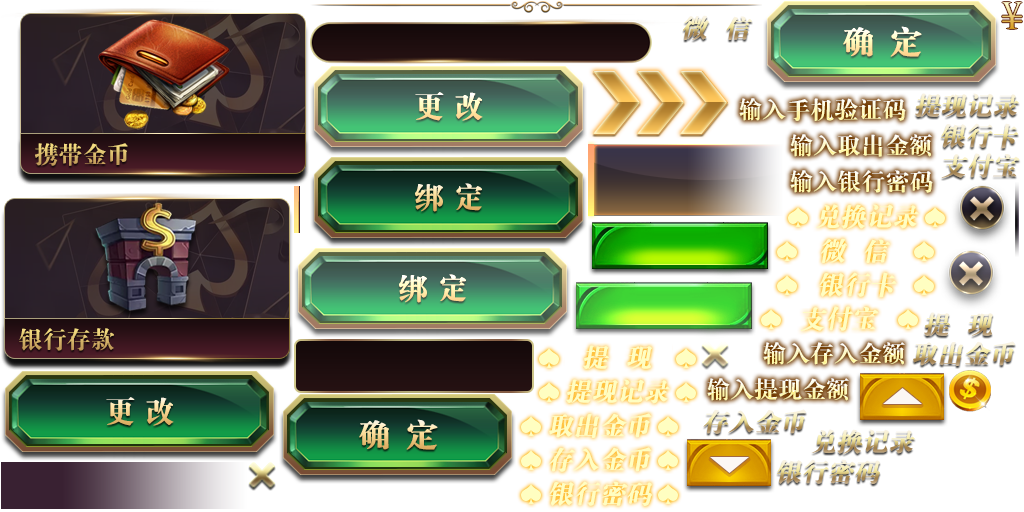 微 信
确 定
¥
更 改
输入手机验证码
提现记录
输入取出金额
银行卡
携带金币
输入银行密码
支付宝
绑 定
兑换记录
$
微 信
绑 定
银行卡
支付宝
提 现
银行存款
提 现
输入存入金额
取出金币
提现记录
输入提现金额
$
更 改
取出金币
存入金币
确 定
兑换记录
存入金币
银行密码
银行密码